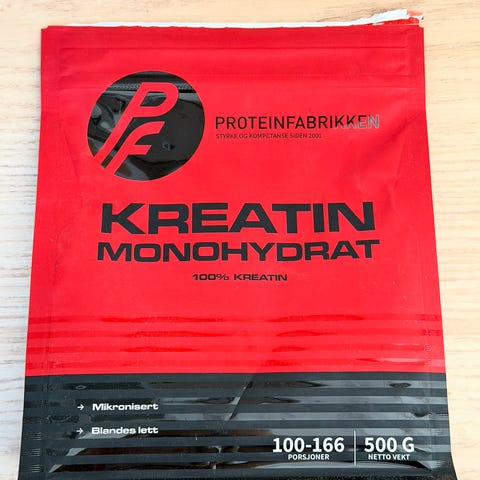 PF
PROTEINFABRIKKEN
STYRKE OG KOMPETANSE SIDEN 2001
KREATIN
MONOHYDRAT
100% KREATIN
→ Mikronisert
→ Blandes lett
100-166 500 G
PORSJONER NETTO VEKT